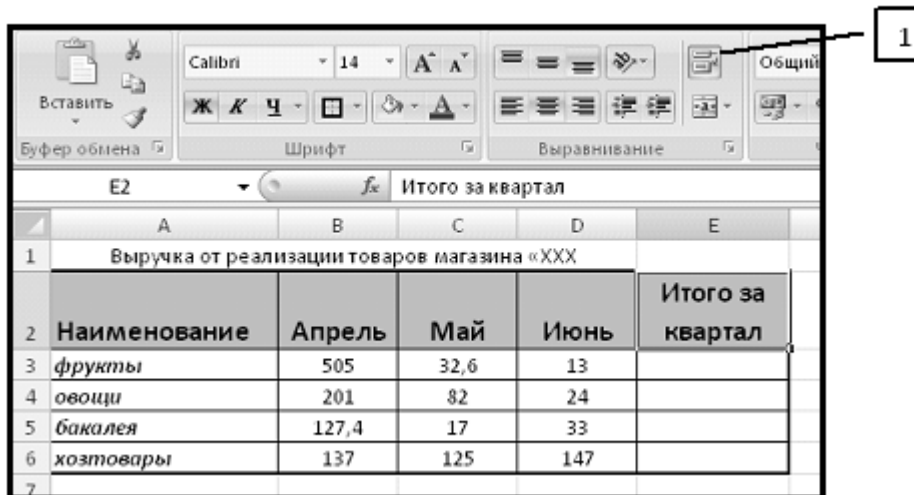 1
Calibri 14 A A Общий
Вставить
Ж К Ч A
Буфер обмена Шрифт Выравнивание
E2 fx Итого за квартал
A B C D E
1 Выручка от реализации товаров магазина «XXX
2 Наименование Апрель Май Июнь Итого за квартал
3 фрукты 505 32,6 13
4 овощи 201 82 24
5 бакалея 127,4 17 33
6 хозтовары 137 125 147
7